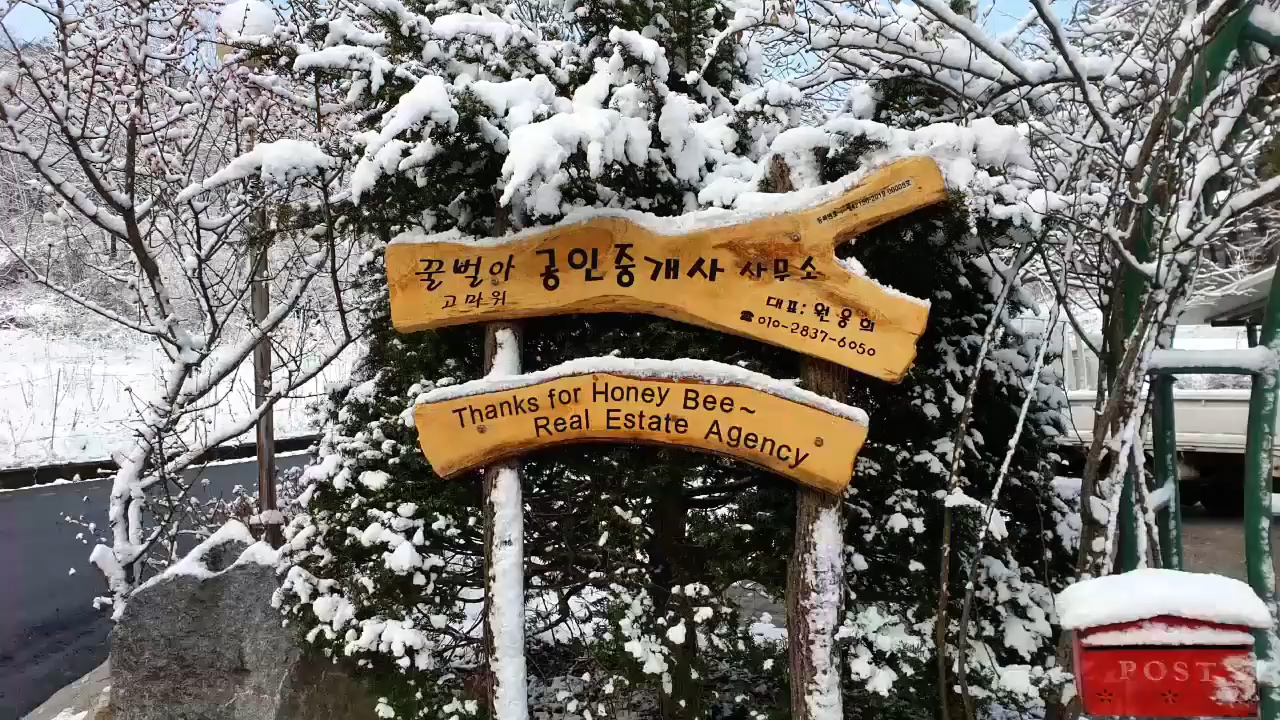 꿀벌아 공인중개사 사무소
고마워
대표: 원웅희
☎010-2837-6050
Thanks for Honey Bee~
Real Estate Agency
POST